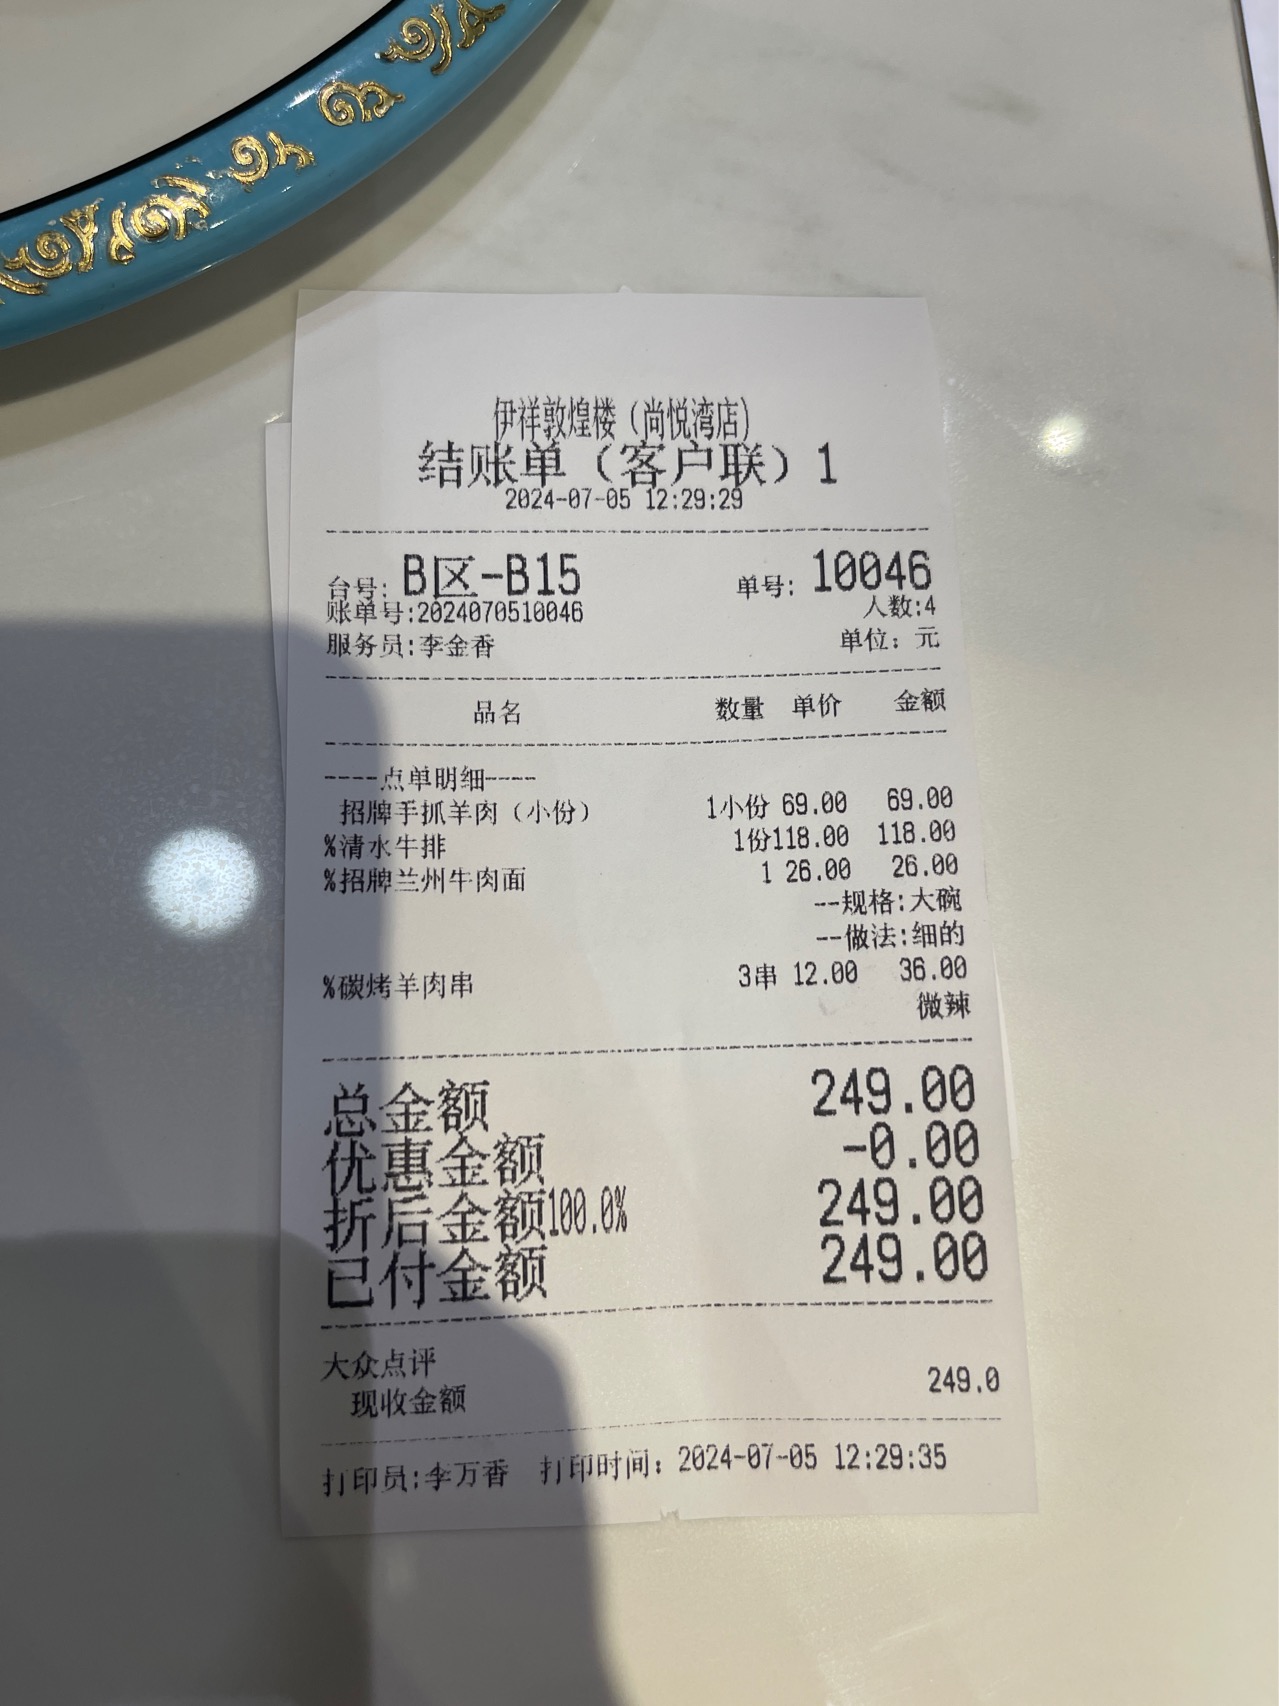 伊祥敦煌楼（尚悦湾店）
结账单（客户联）1
2024-07-05 12:29:29
台号: B区-B15 单号: 10046
账单号:2024070510046 人数:4
服务员:李金香 单位: 元
品名 数量 单价 金额
----点单明细----
招牌手抓羊肉（小份） 1小份 69.00 69.00
%清水牛排 1份118.00 118.00
%招牌兰州牛肉面 1 26.00 26.00
--规格:大碗
--做法:细的
%碳烤羊肉串 3串 12.00 36.00
微辣
总金额 249.00
优惠金额 -0.00
折后金额100.0% 249.00
已付金额 249.00
大众点评
现收金额 249.0
打印员:李万香 打印时间: 2024-07-05 12:29:35